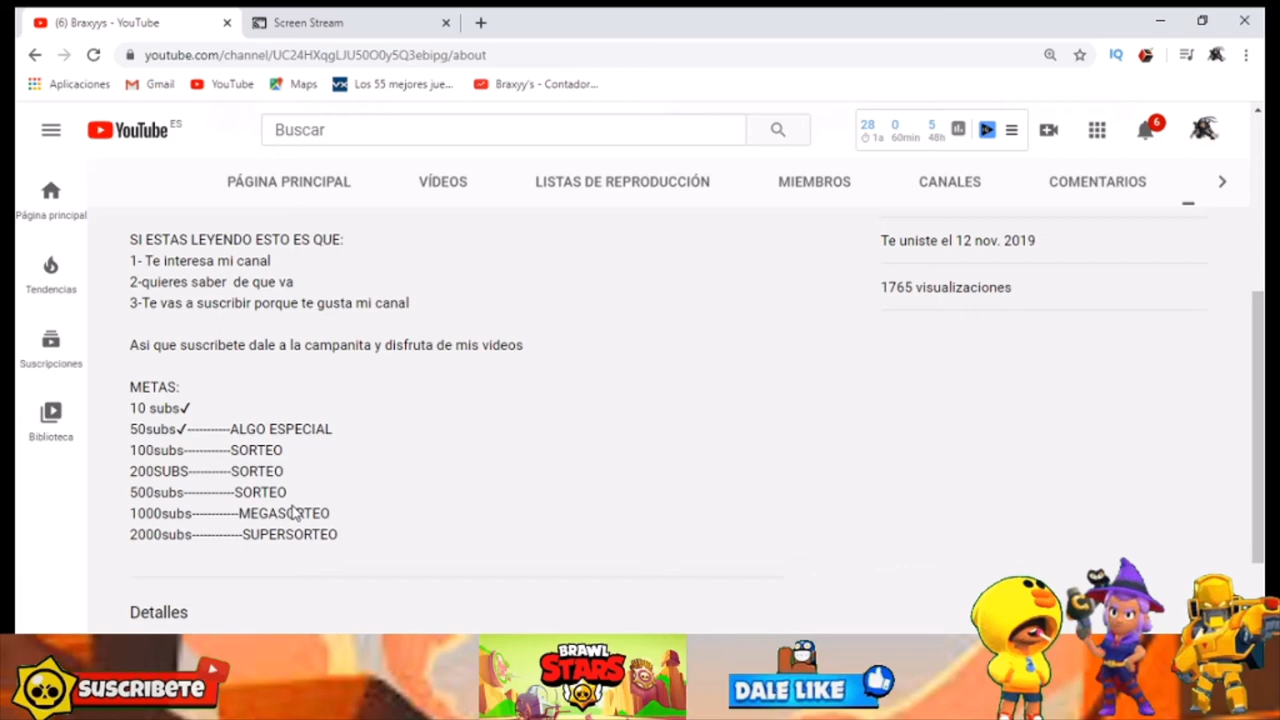 (6) Braxyys - YouTube
Screen Stream
youtube.com/channel/UC24HXqgLJU50O0y5Q3ebipg/about
IQ
Aplicaciones
Gmail
YouTube
Maps
Los 55 mejores jue...
Braxyy's - Contador...
YouTube ES
Buscar
28 0 5
1a 60min 48h
6
PÁGINA PRINCIPAL VÍDEOS LISTAS DE REPRODUCCIÓN MIEMBROS CANALES COMENTARIOS
Página principal
Tendencias
Suscripciones
Biblioteca
SI ESTAS LEYENDO ESTO ES QUE:
1- Te interesa mi canal
2-quieres saber de que va
3-Te vas a suscribir porque te gusta mi canal
Asi que suscribete dale a la campanita y disfruta de mis videos
METAS:
10 subs✓
50subs✓----------ALGO ESPECIAL
100subs-----------SORTEO
200SUBS----------SORTEO
500subs------------SORTEO
1000subs-----------MEGASORTEO
2000subs------------SUPERSORTEO
Detalles
Te uniste el 12 nov. 2019
1765 visualizaciones
SUSCRIBETE
BRAWL
STARS
DALE LIKE